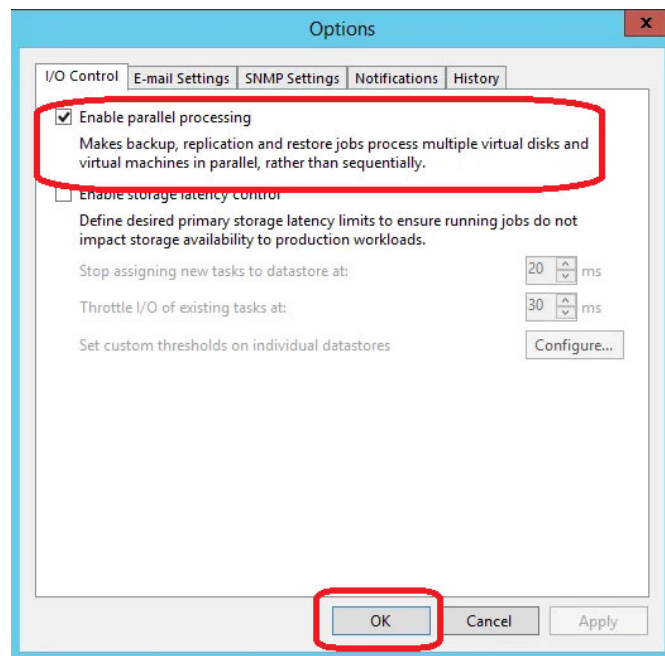 Options
x
I/O Control E-mail Settings SNMP Settings Notifications History
Enable parallel processing
Makes backup, replication and restore jobs process multiple virtual disks and
virtual machines in parallel, rather than sequentially.
Enable storage latency control
Define desired primary storage latency limits to ensure running jobs do not
impact storage availability to production workloads.
Stop assigning new tasks to datastore at: 20 ms
Throttle I/O of existing tasks at: 30 ms
Set custom thresholds on individual datastores Configure...
OK Cancel Apply